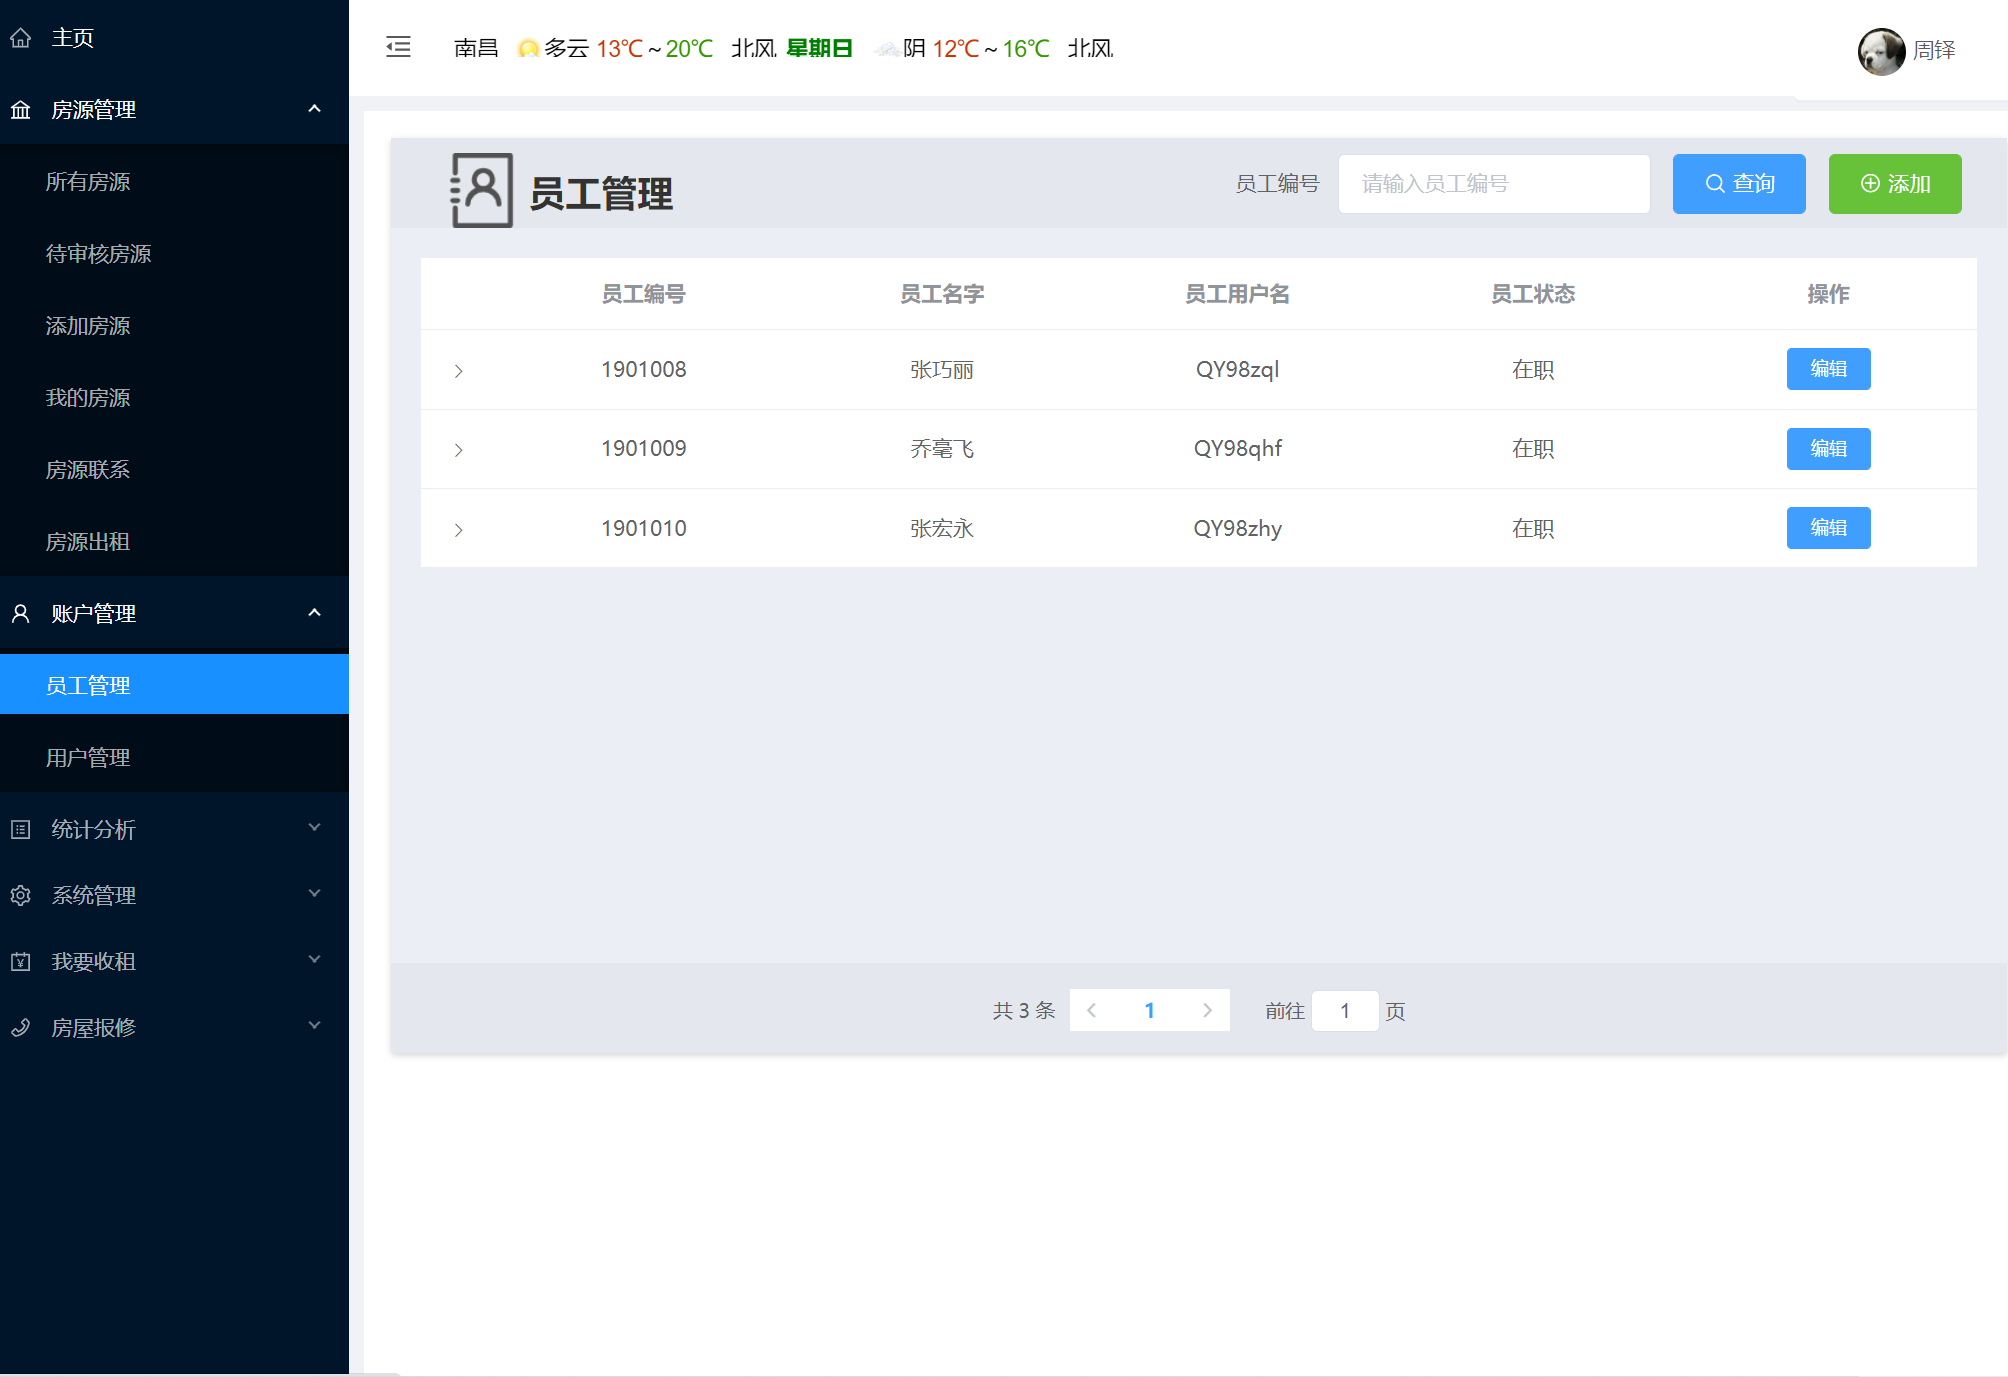 主页
房源管理
所有房源
待审核房源
添加房源
我的房源
房源联系
房源出租
账户管理
员工管理
用户管理
统计分析
系统管理
我要收租
房屋报修
南昌 多云 13℃～20℃ 北风 星期日 阴 12℃～16℃ 北风
周铎
员工管理
员工编号 请输入员工编号 查询 添加
员工编号 员工名字 员工用户名 员工状态 操作
1901008 张巧丽 QY98zql 在职 编辑
1901009 乔毫飞 QY98qhf 在职 编辑
1901010 张宏永 QY98zhy 在职 编辑
共 3 条 1 前往 1 页